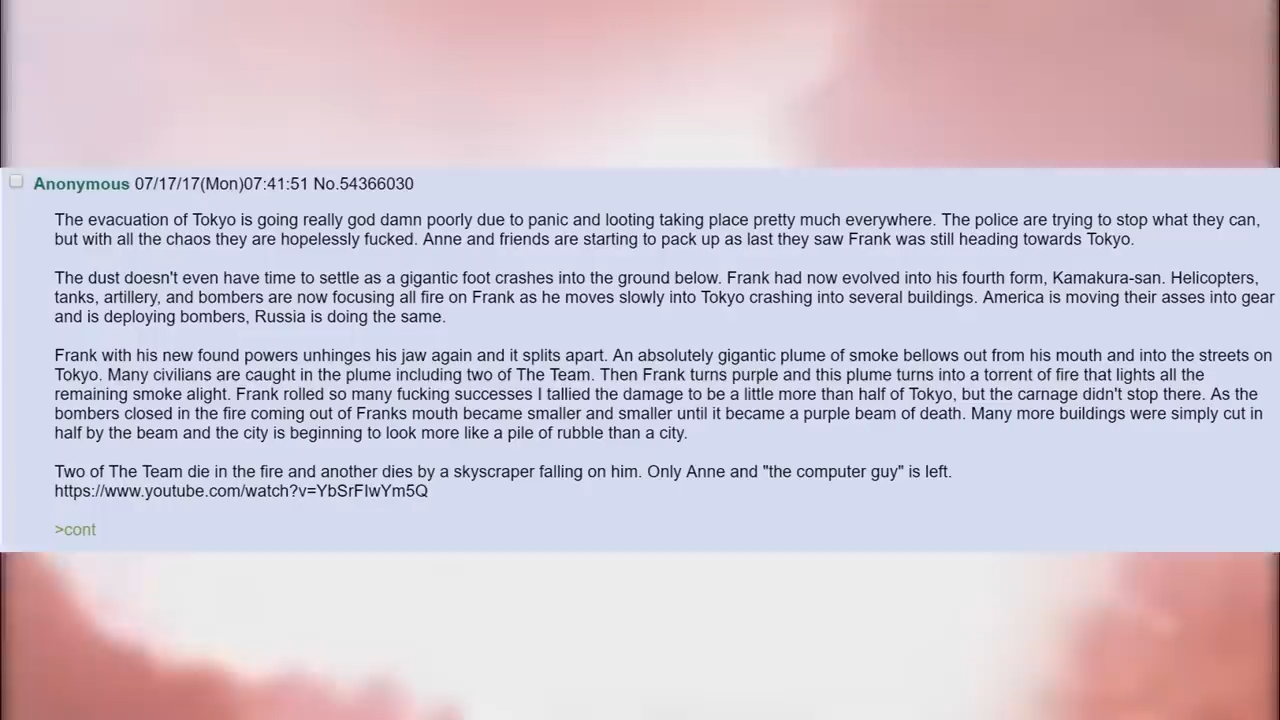 Anonymous 07/17/17(Mon)07:41:51 No.54366030
The evacuation of Tokyo is going really god damn poorly due to panic and looting taking place pretty much everywhere. The police are trying to stop what they can,
but with all the chaos they are hopelessly fucked. Anne and friends are starting to pack up as last they saw Frank was still heading towards Tokyo.
The dust doesn't even have time to settle as a gigantic foot crashes into the ground below. Frank had now evolved into his fourth form, Kamakura-san. Helicopters,
tanks, artillery, and bombers are now focusing all fire on Frank as he moves slowly into Tokyo crashing into several buildings. America is moving their asses into gear
and is deploying bombers, Russia is doing the same.
Frank with his new found powers unhinges his jaw again and it splits apart. An absolutely gigantic plume of smoke bellows out from his mouth and into the streets on
Tokyo. Many civilians are caught in the plume including two of The Team. Then Frank turns purple and this plume turns into a torrent of fire that lights all the
remaining smoke alight. Frank rolled so many fucking successes I tallied the damage to be a little more than half of Tokyo, but the carnage didn't stop there. As the
bombers closed in the fire coming out of Franks mouth became smaller and smaller until it became a purple beam of death. Many more buildings were simply cut in
half by the beam and the city is beginning to look more like a pile of rubble than a city.
Two of The Team die in the fire and another dies by a skyscraper falling on him. Only Anne and "the computer guy" is left.
https://www.youtube.com/watch?v=YbSrFIwYm5Q
>cont